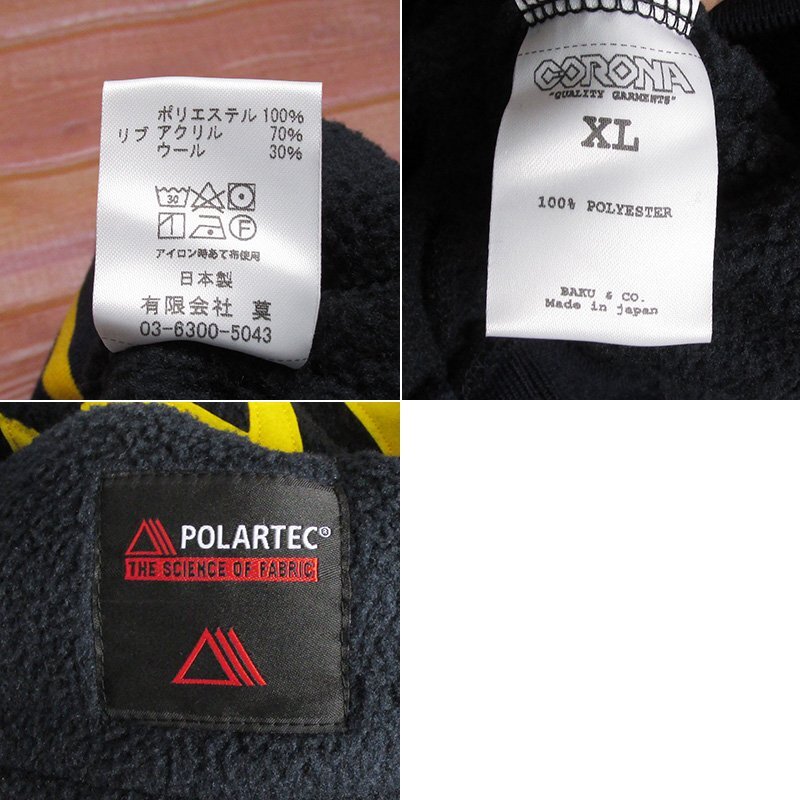 ポリエステル 100%
リブ アクリル 70%
ウール 30%
30
F
アイロン時あて布使用
日本製
有限会社 莫
03-6300-5043
CORONA
"QUALITY GARMENTS"
XL
100% POLYESTER
BAKU & CO.
Made in japan
POLARTEC®
THE SCIENCE OF FABRIC